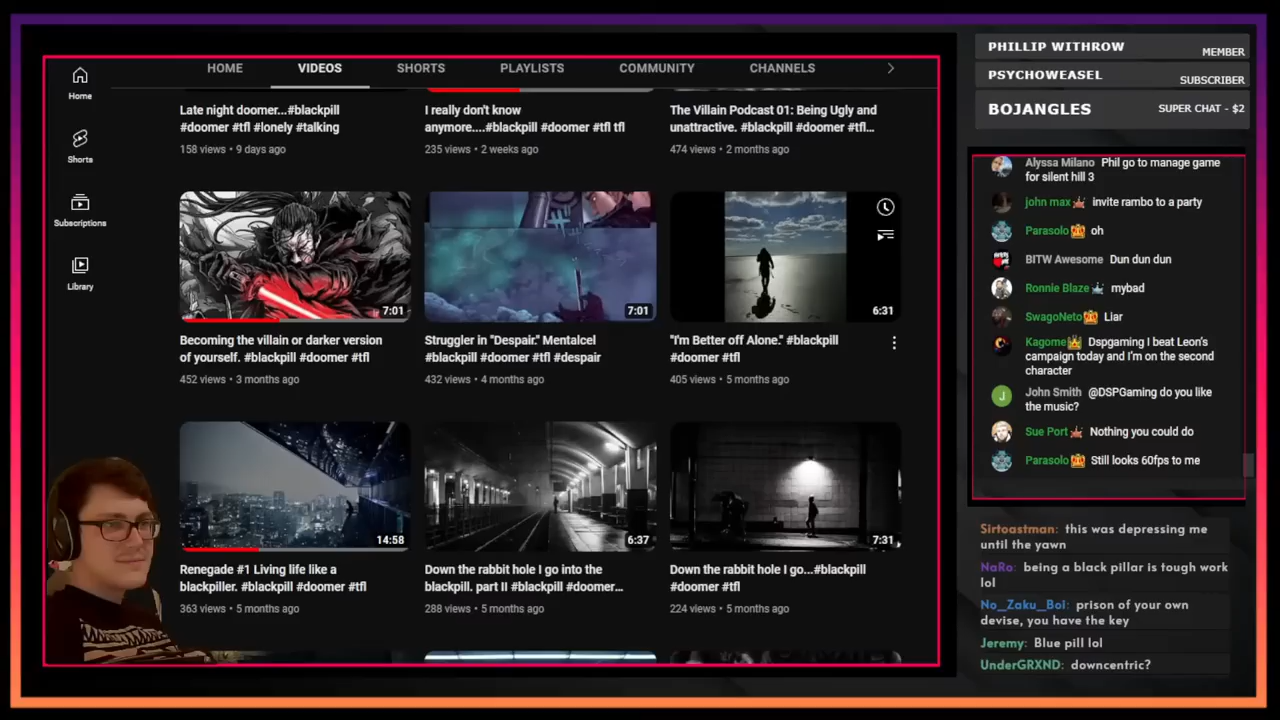 HOME
VIDEOS
SHORTS
PLAYLISTS
COMMUNITY
CHANNELS
Home
Shorts
Subscriptions
Library
Late night doomer...#blackpill
#doomer #tfl #lonely #talking
158 views • 9 days ago
I really don't know
anymore....#blackpill #doomer #tfl tfl
235 views • 2 weeks ago
The Villain Podcast 01: Being Ugly and
unattractive. #blackpill #doomer #tfl...
474 views • 2 months ago
7:01
Becoming the villain or darker version
of yourself. #blackpill #doomer #tfl
452 views • 3 months ago
7:01
Struggler in "Despair." Mentalcel
#blackpill #doomer #tfl #despair
432 views • 4 months ago
6:31
"I'm Better off Alone." #blackpill
#doomer #tfl
405 views • 5 months ago
14:58
Renegade #1 Living life like a
blackpiller. #blackpill #doomer #tfl
363 views • 5 months ago
6:37
Down the rabbit hole I go into the
blackpill. part II #blackpill #doomer...
288 views • 5 months ago
7:31
Down the rabbit hole I go...#blackpill
#doomer #tfl
224 views • 5 months ago
PHILLIP WITHROW MEMBER
PSYCHOWEASEL SUBSCRIBER
BOJANGLES SUPER CHAT - $2
Alyssa Milano Phil go to manage game
for silent hill 3
john max invite rambo to a party
Parasolo oh
BITW Awesome Dun dun dun
Ronnie Blaze mybad
SwagoNeto Liar
Kagome Dspgaming I beat Leon's
campaign today and I'm on the second
character
J
John Smith @DSPGaming do you like
the music?
Sue Port Nothing you could do
Parasolo Still looks 60fps to me
Sirtoastman: this was depressing me
until the yawn
NaRo: being a black pillar is tough work
lol
No_Zaku_Boi: prison of your own
devise, you have the key
Jeremy: Blue pill lol
UnderGRXND: downcentric?